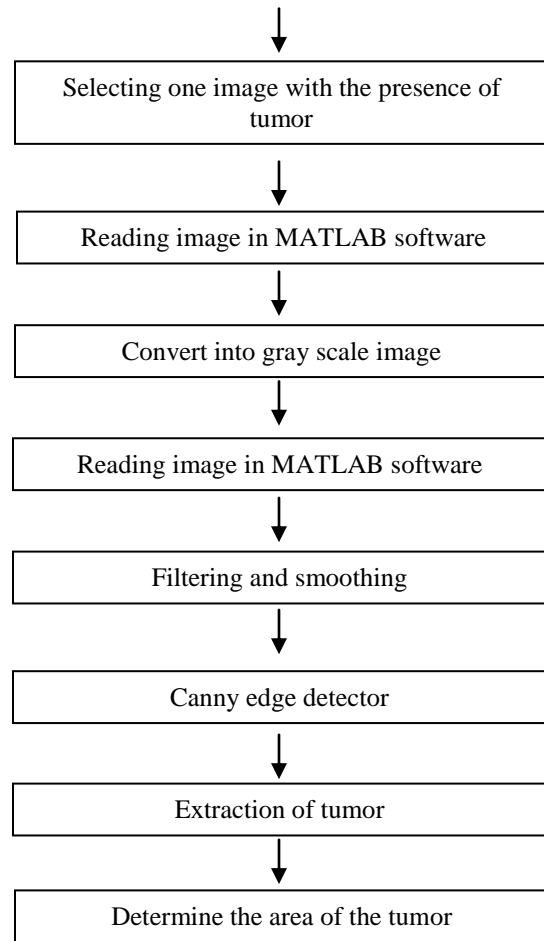 Selecting one image with the presence of
tumor
Reading image in MATLAB software
Convert into gray scale image
Reading image in MATLAB software
Filtering and smoothing
Canny edge detector
Extraction of tumor
Determine the area of the tumor